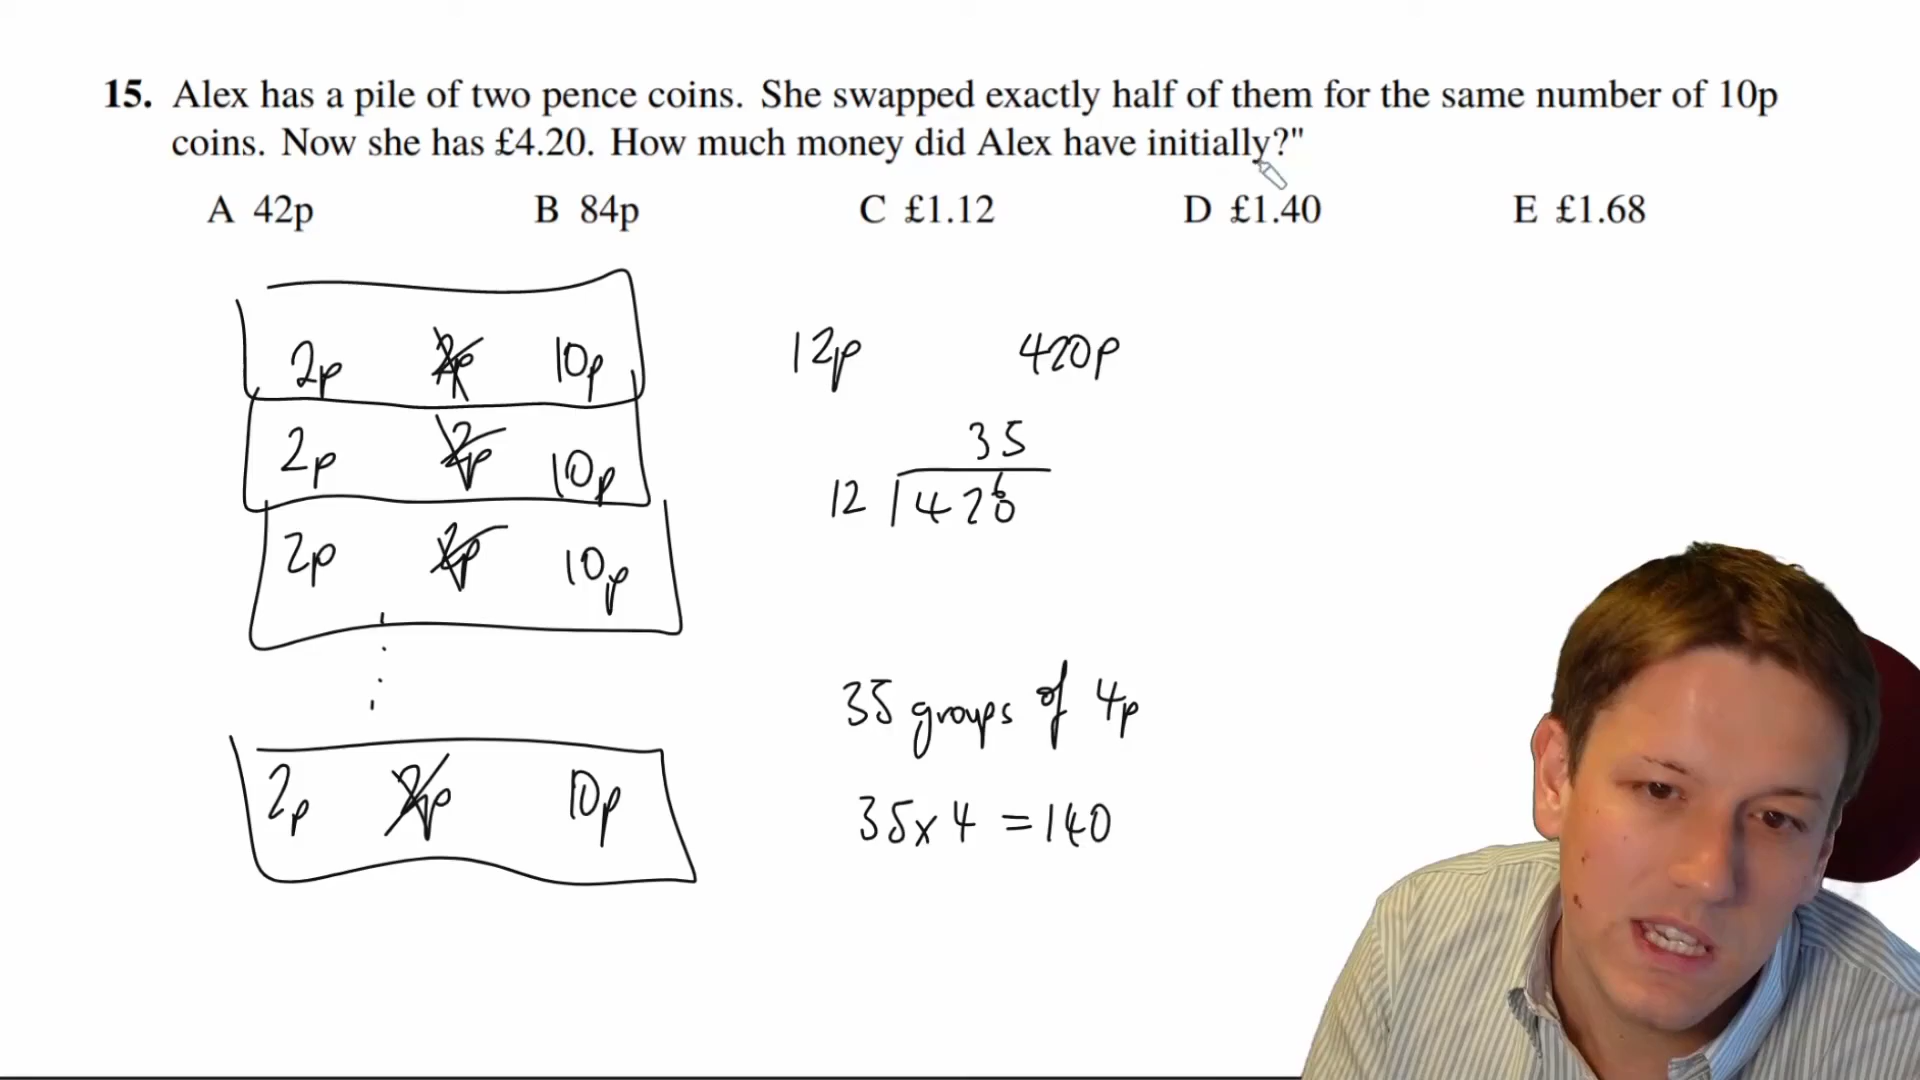 15. Alex has a pile of two pence coins. She swapped exactly half of them for the same number of 10p
coins. Now she has £4.20. How much money did Alex have initially?"
A 42p B 84p C £1.12 D £1.40 E £1.68
2p 2p 10p 12p 420p
2p 2p 10p
35
12 420
6
2p 2p 10p
35 groups of 4p
2p 2p 10p
35 x 4 = 140